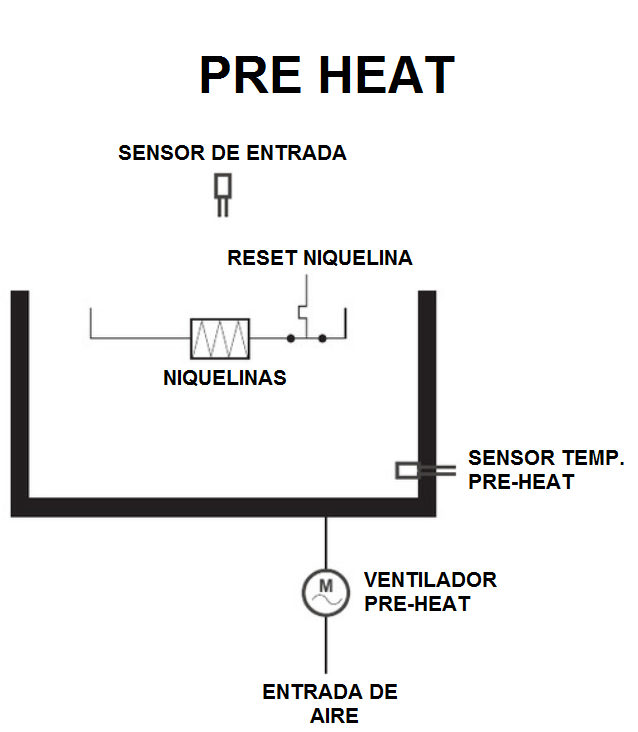 PRE HEAT
SENSOR DE ENTRADA
RESET NIQUELINA
NIQUELINAS
SENSOR TEMP.
PRE-HEAT
M
VENTILADOR
PRE-HEAT
ENTRADA DE
AIRE